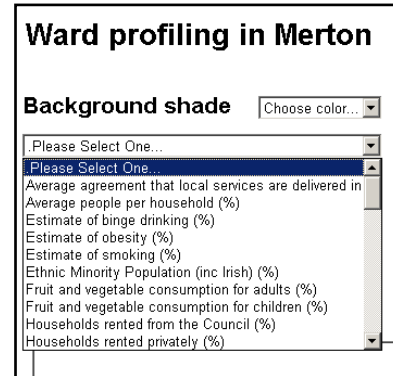 Ward profiling in Merton
Background shade Choose color...
.Please Select One...
.Please Select One...
Average agreement that local services are delivered in
Average people per household (%)
Estimate of binge drinking (%)
Estimate of obesity (%)
Estimate of smoking (%)
Ethnic Minority Population (inc Irish) (%)
Fruit and vegetable consumption for adults (%)
Fruit and vegetable consumption for children (%)
Households rented from the Council (%)
Households rented privately (%)